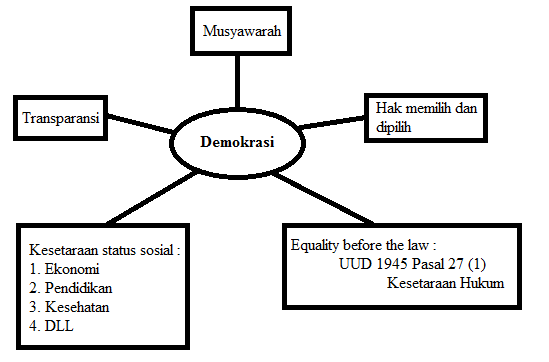 Musyawarah
Transparansi
Hak memilih dan
dipilih
Demokrasi
Kesetaraan status sosial :
1. Ekonomi
2. Pendidikan
3. Kesehatan
4. DLL
Equality before the law :
UUD 1945 Pasal 27 (1)
Kesetaraan Hukum